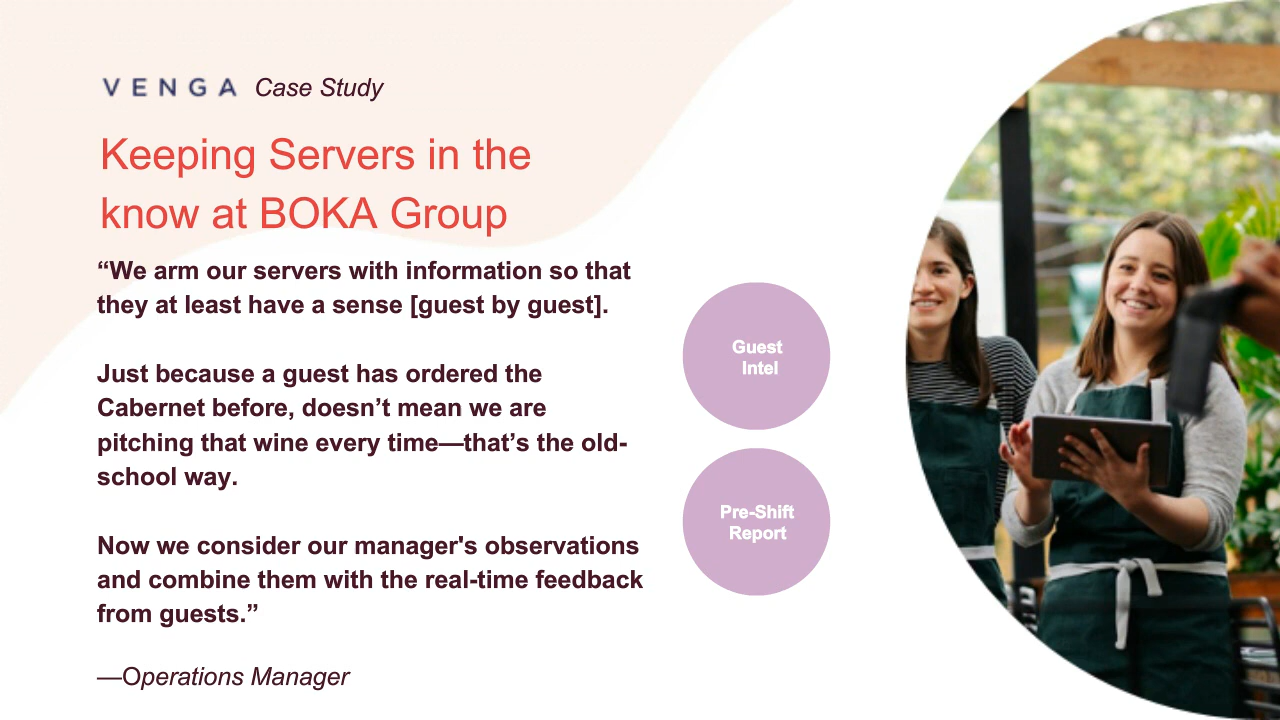 VENGA Case Study
Keeping Servers in the
know at BOKA Group
“We arm our servers with information so that
they at least have a sense [guest by guest].
Just because a guest has ordered the
Cabernet before, doesn’t mean we are
pitching that wine every time—that’s the old-
school way.
Now we consider our manager's observations
and combine them with the real-time feedback
from guests.”
—Operations Manager
Guest
Intel
Pre-Shift
Report